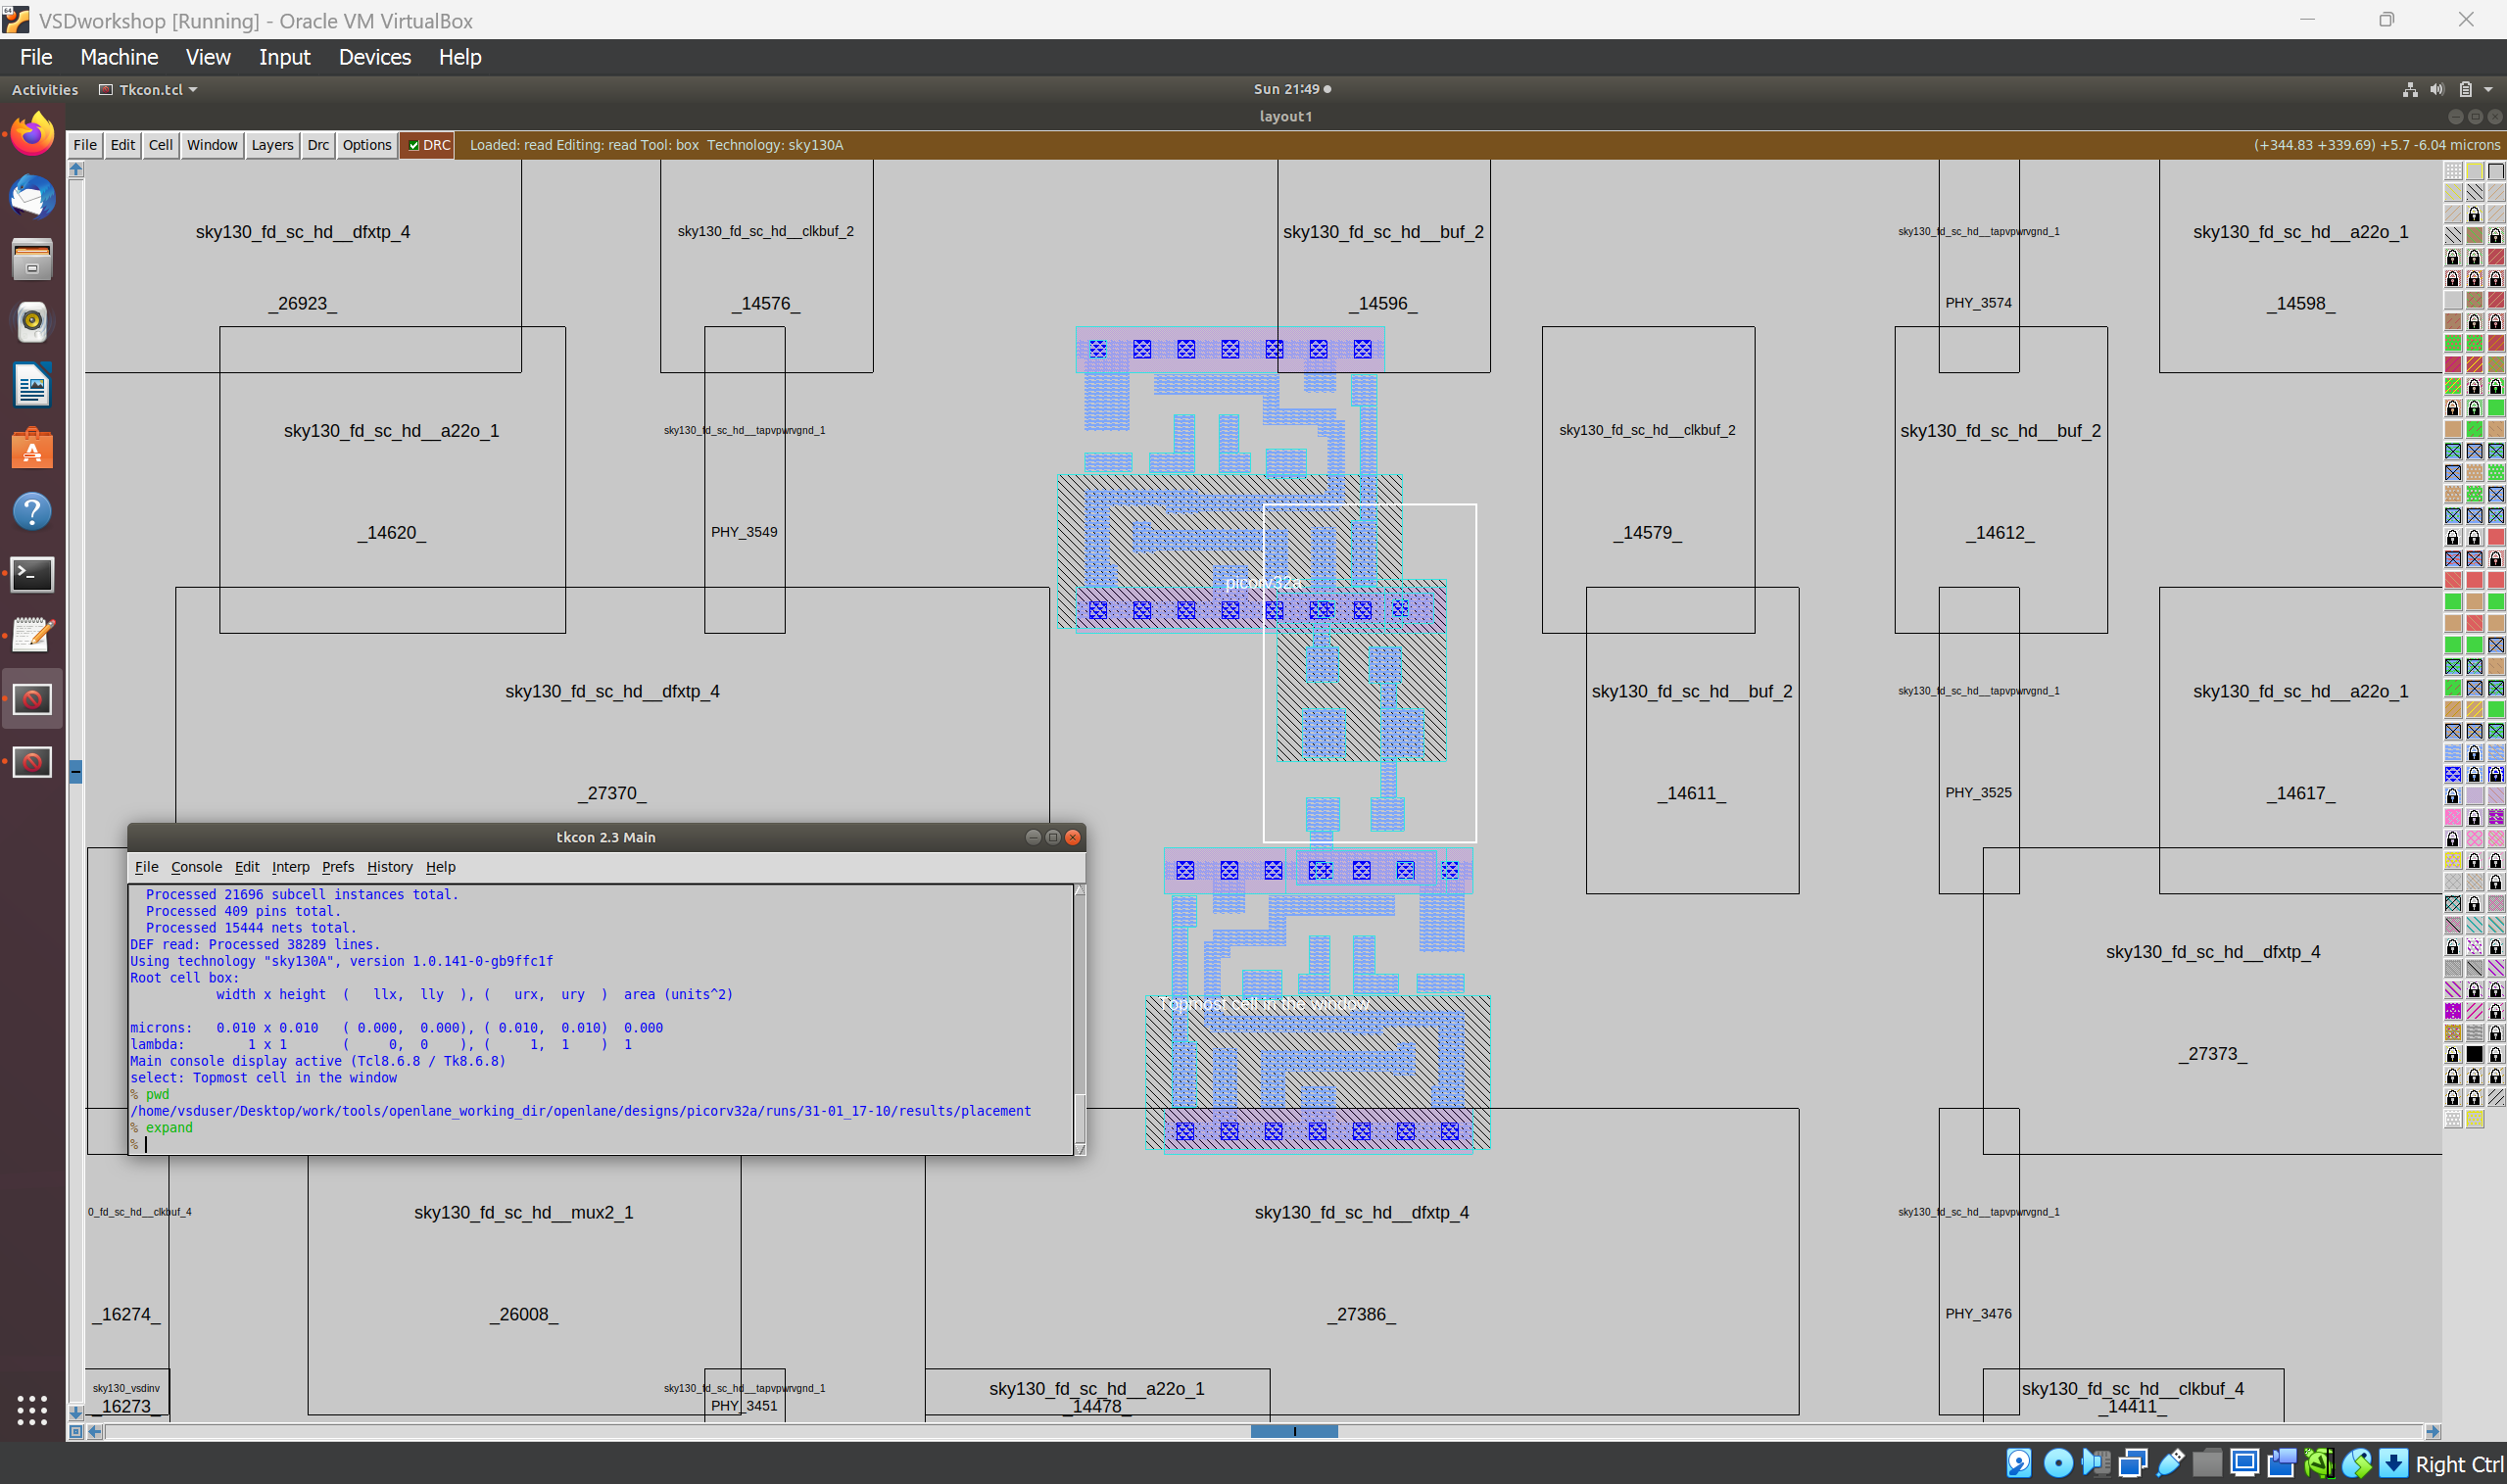 VSDworkshop [Running] - Oracle VM VirtualBox
File Machine View Input Devices Help
Activities Tkcon.tcl Sun 21:49
layout1
File Edit Cell Window Layers Drc Options DRC Loaded: read Editing: read Tool: box Technology: sky130A (+344.83 +339.69) +5.7 -6.04 microns
sky130_fd_sc_hd__dfxtp_4 sky130_fd_sc_hd__clkbuf_2 sky130_fd_sc_hd__buf_2 sky130_fd_sc_hd__tapvpwrvgnd_1 sky130_fd_sc_hd__a22o_1
_26923_ _14576_ _14596_ PHY_3574 _14598_
sky130_fd_sc_hd__a22o_1 sky130_fd_sc_hd__tapvpwrvgnd_1 sky130_fd_sc_hd__clkbuf_2 sky130_fd_sc_hd__buf_2
_14620_ PHY_3549 _14579_ _14612_
picorv32a
sky130_fd_sc_hd__dfxtp_4 sky130_fd_sc_hd__buf_2 sky130_fd_sc_hd__tapvpwrvgnd_1 sky130_fd_sc_hd__a22o_1
_27370_ _14611_ PHY_3525 _14617_
tkcon 2.3 Main
File Console Edit Interp Prefs History Help
Processed 21696 subcell instances total.
Processed 409 pins total.
Processed 15444 nets total.
DEF read: Processed 38289 lines.
Using technology "sky130A", version 1.0.141-0-gb9ffc1f
Root cell box:
width x height ( llx, lly ), ( urx, ury ) area (units^2)
microns: 0.010 x 0.010 ( 0.000, 0.000), ( 0.010, 0.010) 0.000
lambda: 1 x 1 ( 0, 0 ), ( 1, 1 ) 1
Main console display active (Tcl8.6.8 / Tk8.6.8)
select: Topmost cell in the window
% pwd
/home/vsduser/Desktop/work/tools/openlane_working_dir/openlane/designs/picorv32a/runs/31-01_17-10/results/placement
% expand
%
sky130_fd_sc_hd__dfxtp_4
Topmost cell in the window
_27373_
0_fd_sc_hd__clkbuf_4 sky130_fd_sc_hd__mux2_1 sky130_fd_sc_hd__dfxtp_4 sky130_fd_sc_hd__tapvpwrvgnd_1
_16274_ _26008_ _27386_ PHY_3476
sky130_vsdinv sky130_fd_sc_hd__tapvpwrvgnd_1 sky130_fd_sc_hd__a22o_1 sky130_fd_sc_hd__clkbuf_4
_16273_ PHY_3451 _14478_ _14411_
Right Ctrl